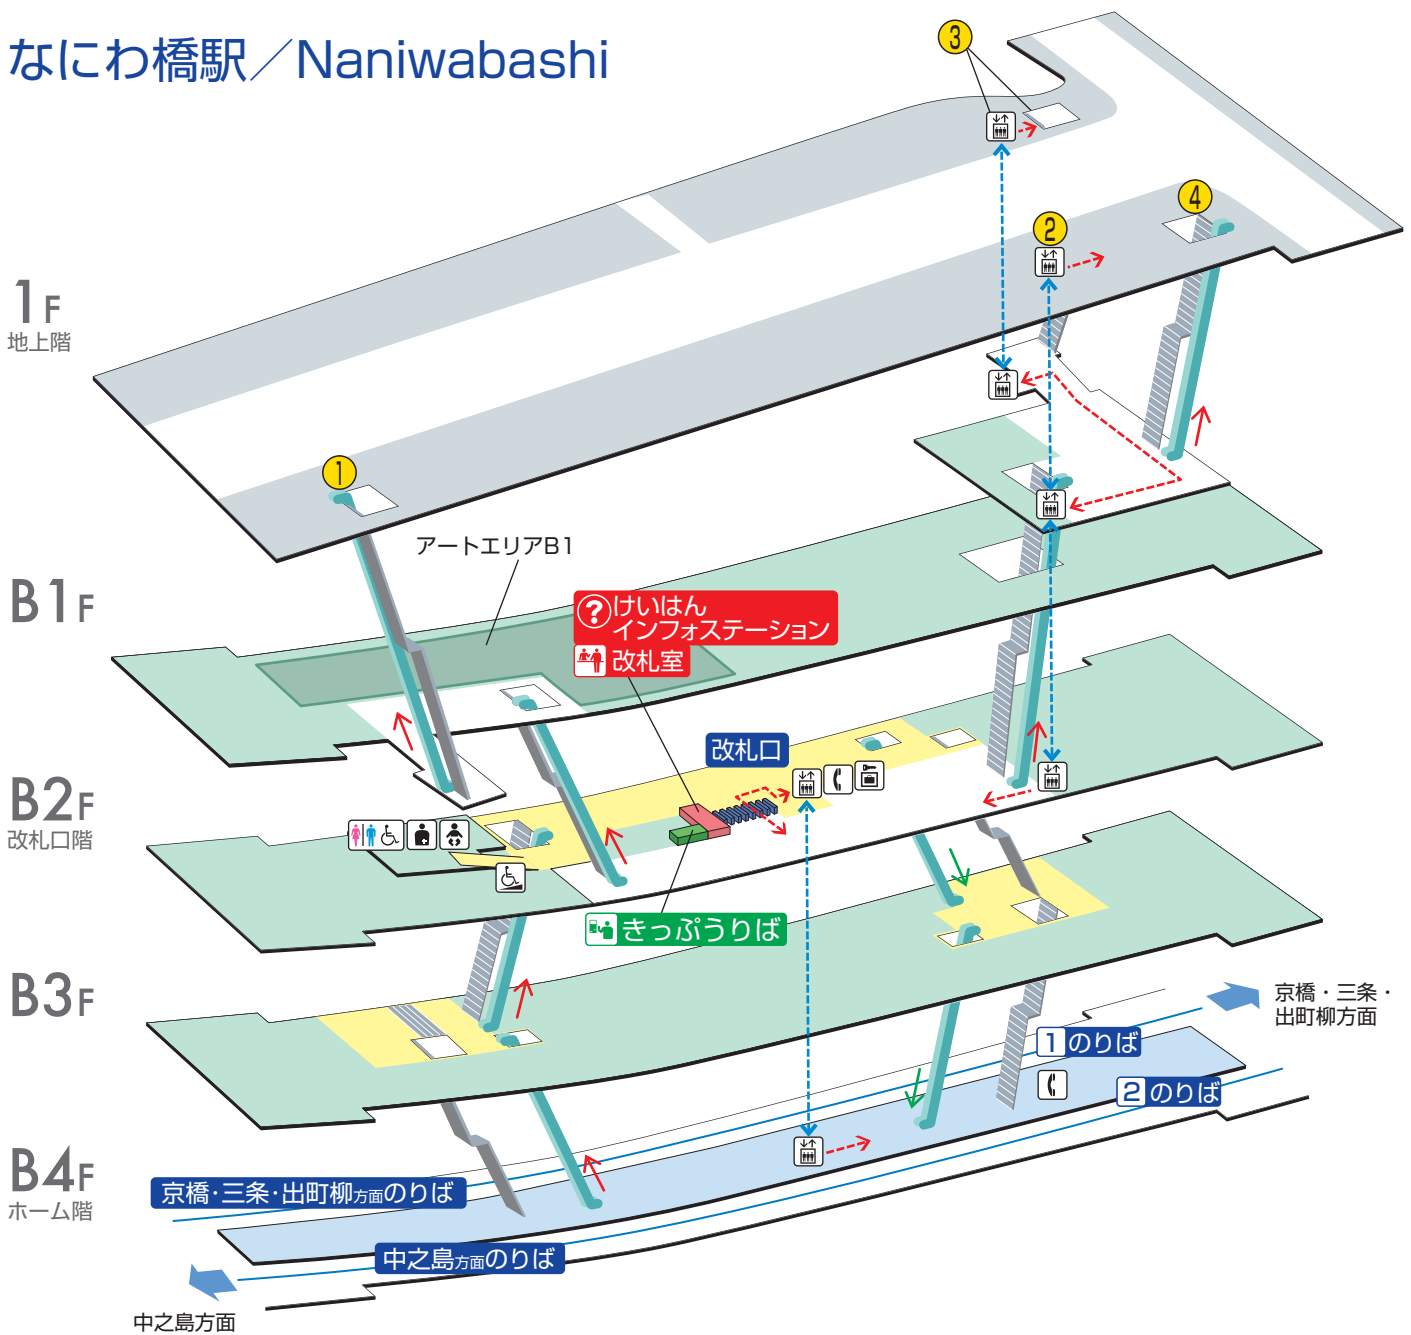 なにわ橋駅／Naniwabashi
3
4
2
1F
地上階
1
アートエリアB1
B1F
?けいはん
インフォステーション
改札室
改札口
B2F
改札口階
きっぷうりば
B3F
京橋・三条・
出町柳方面
1 のりば
2 のりば
B4F
ホーム階
京橋・三条・出町柳方面のりば
中之島方面のりば
中之島方面